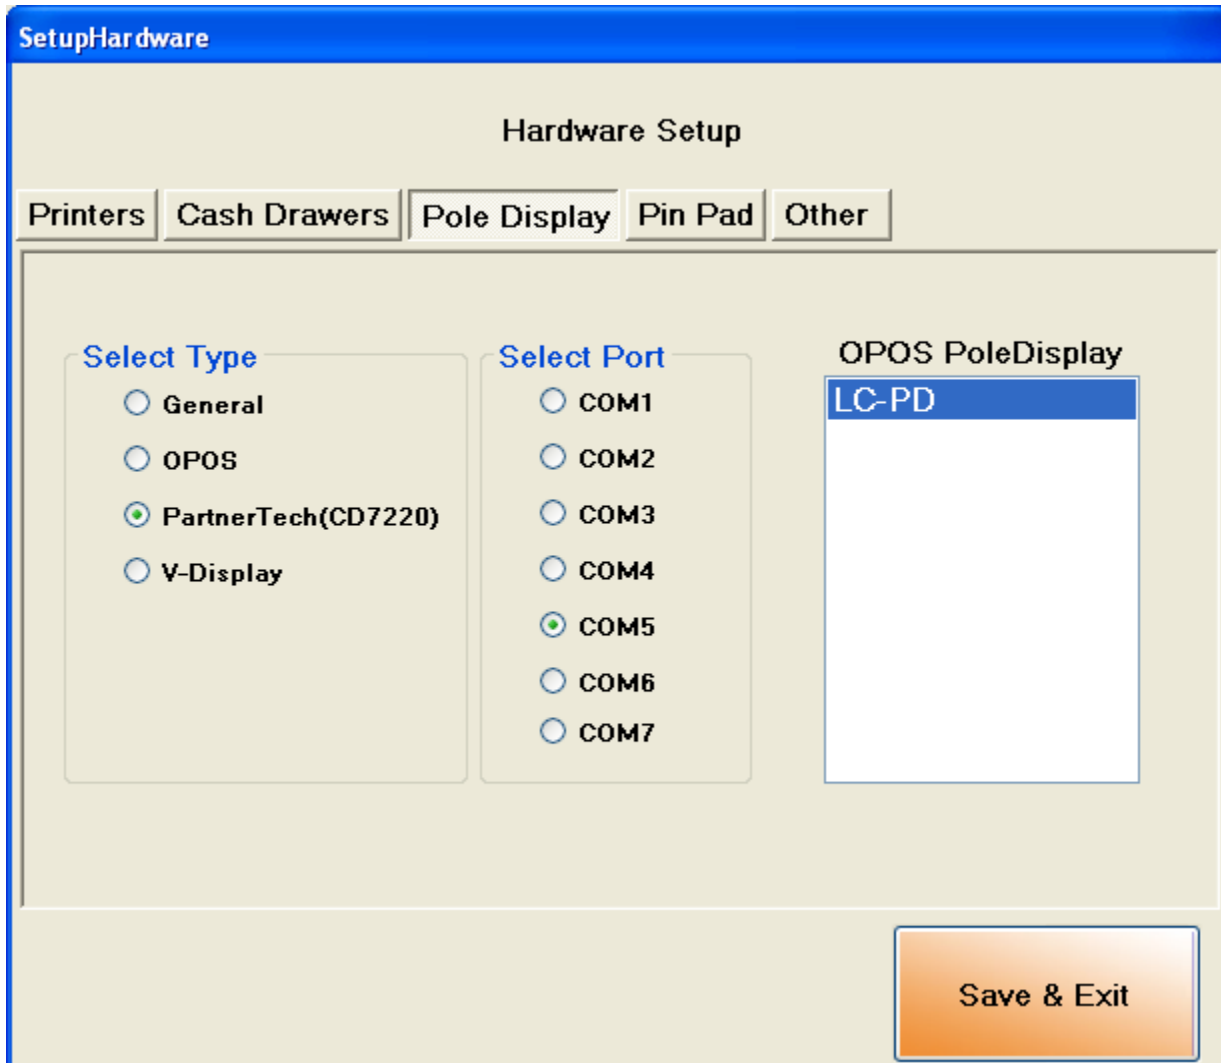 SetupHardware
Hardware Setup
Printers Cash Drawers Pole Display Pin Pad Other
Select Type
General
OPOS
PartnerTech(CD7220)
V-Display
Select Port
COM1
COM2
COM3
COM4
COM5
COM6
COM7
OPOS PoleDisplay
LC-PD
Save & Exit